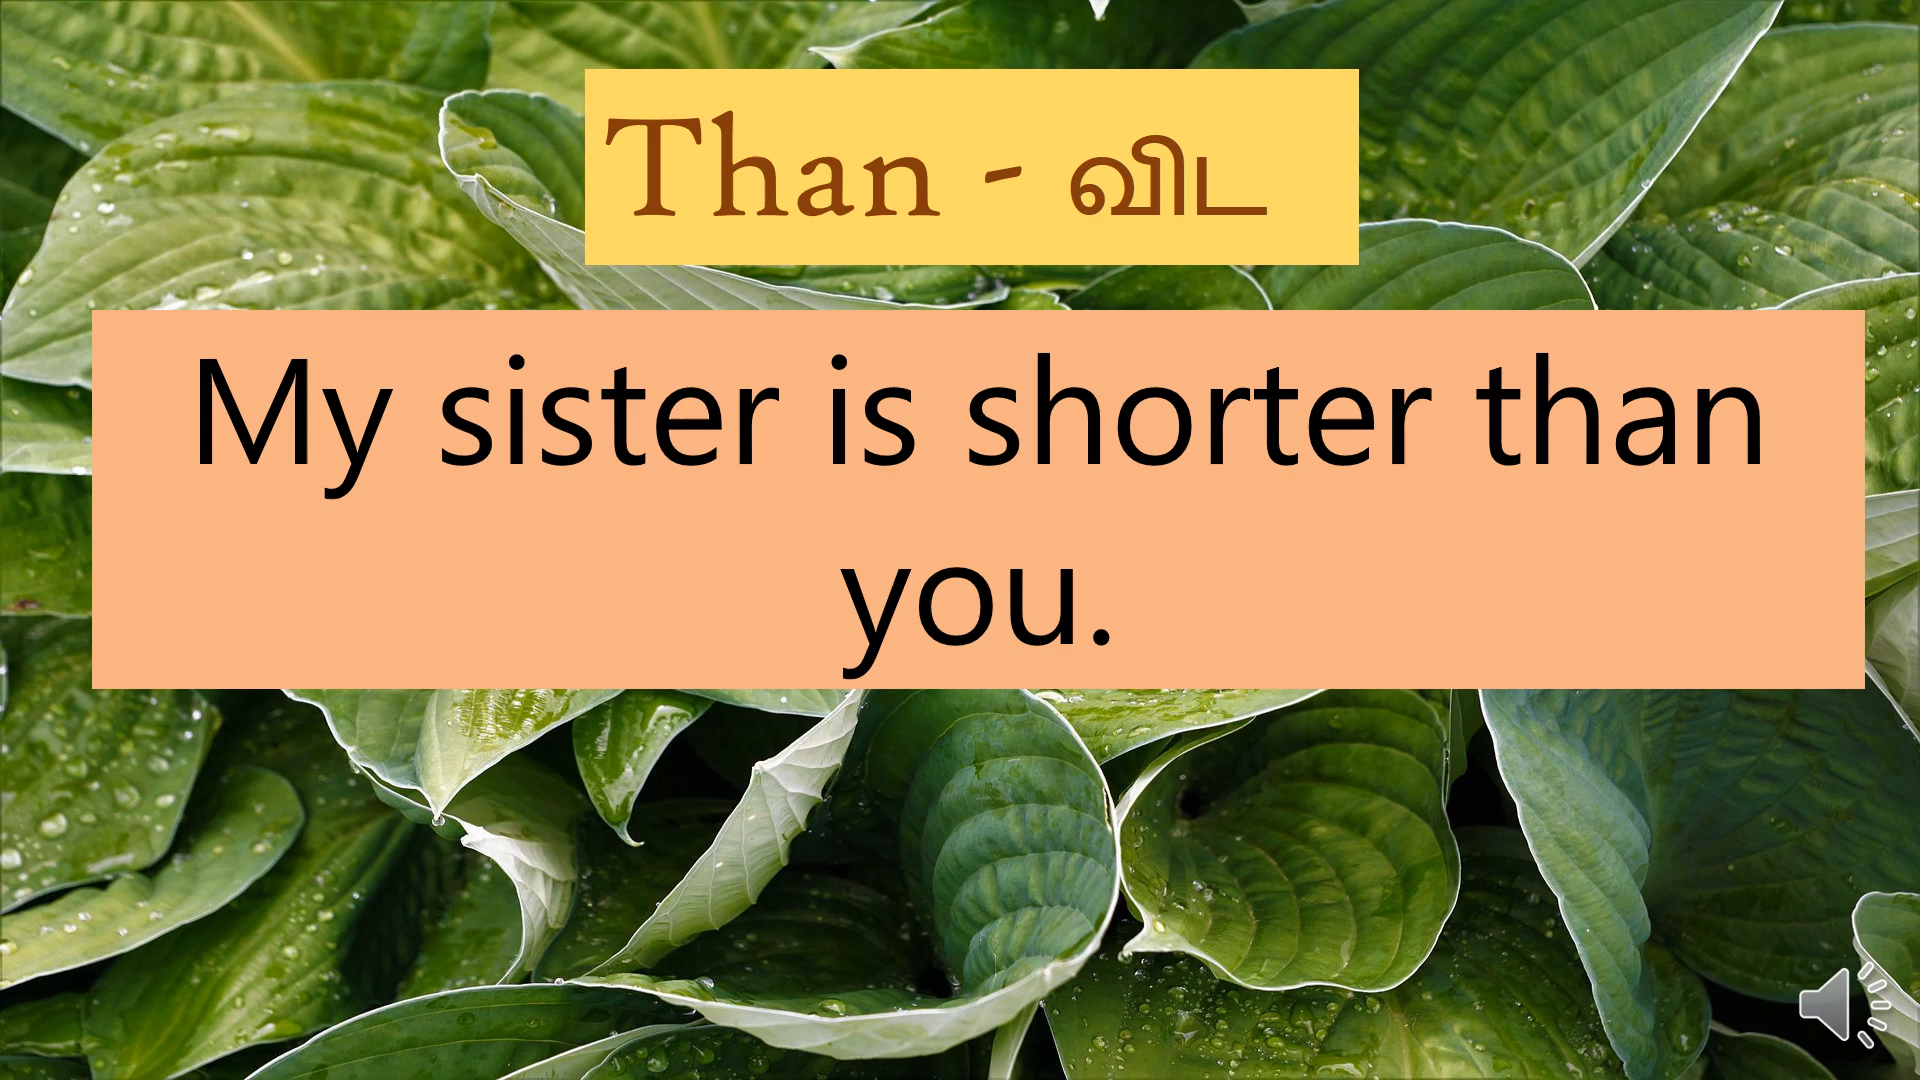 Than - விட
My sister is shorter than
you.